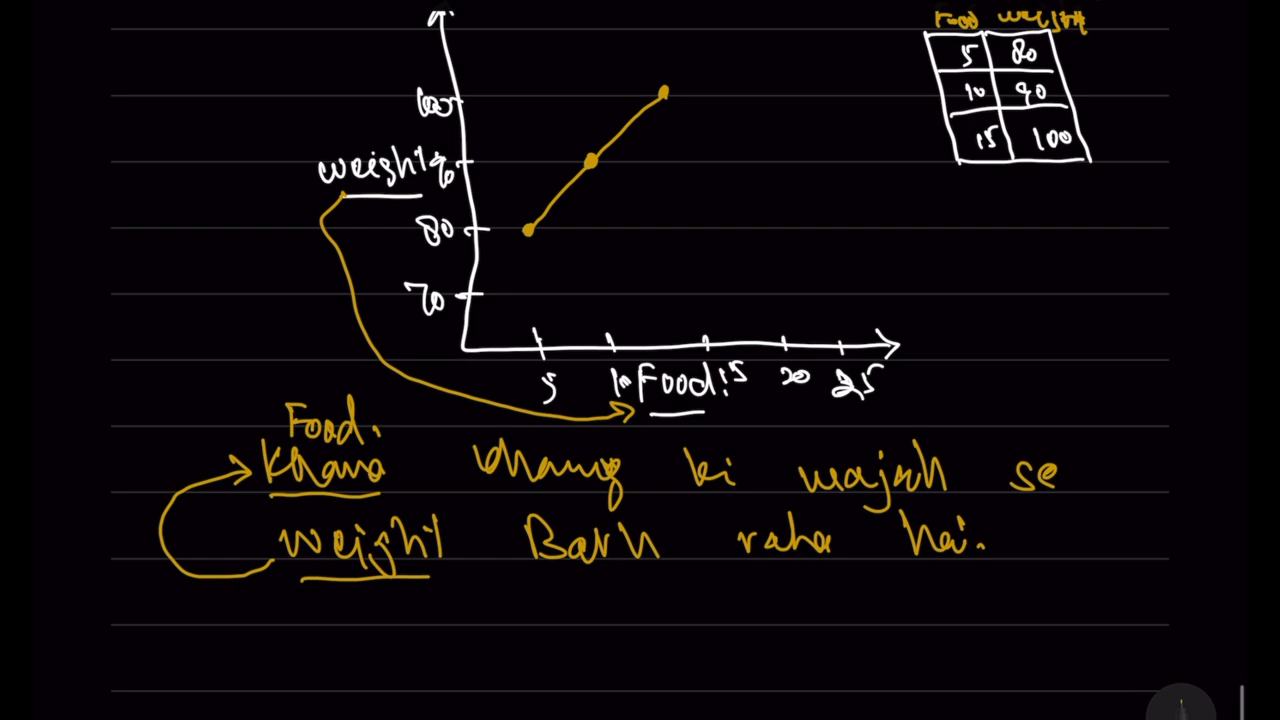 Food weight
5 80
10 90
15 100
100
weight 90
80
70
5 10 Food 15 20 25
Food.
Khana khany ki wajah se
weight Barh raha hai.